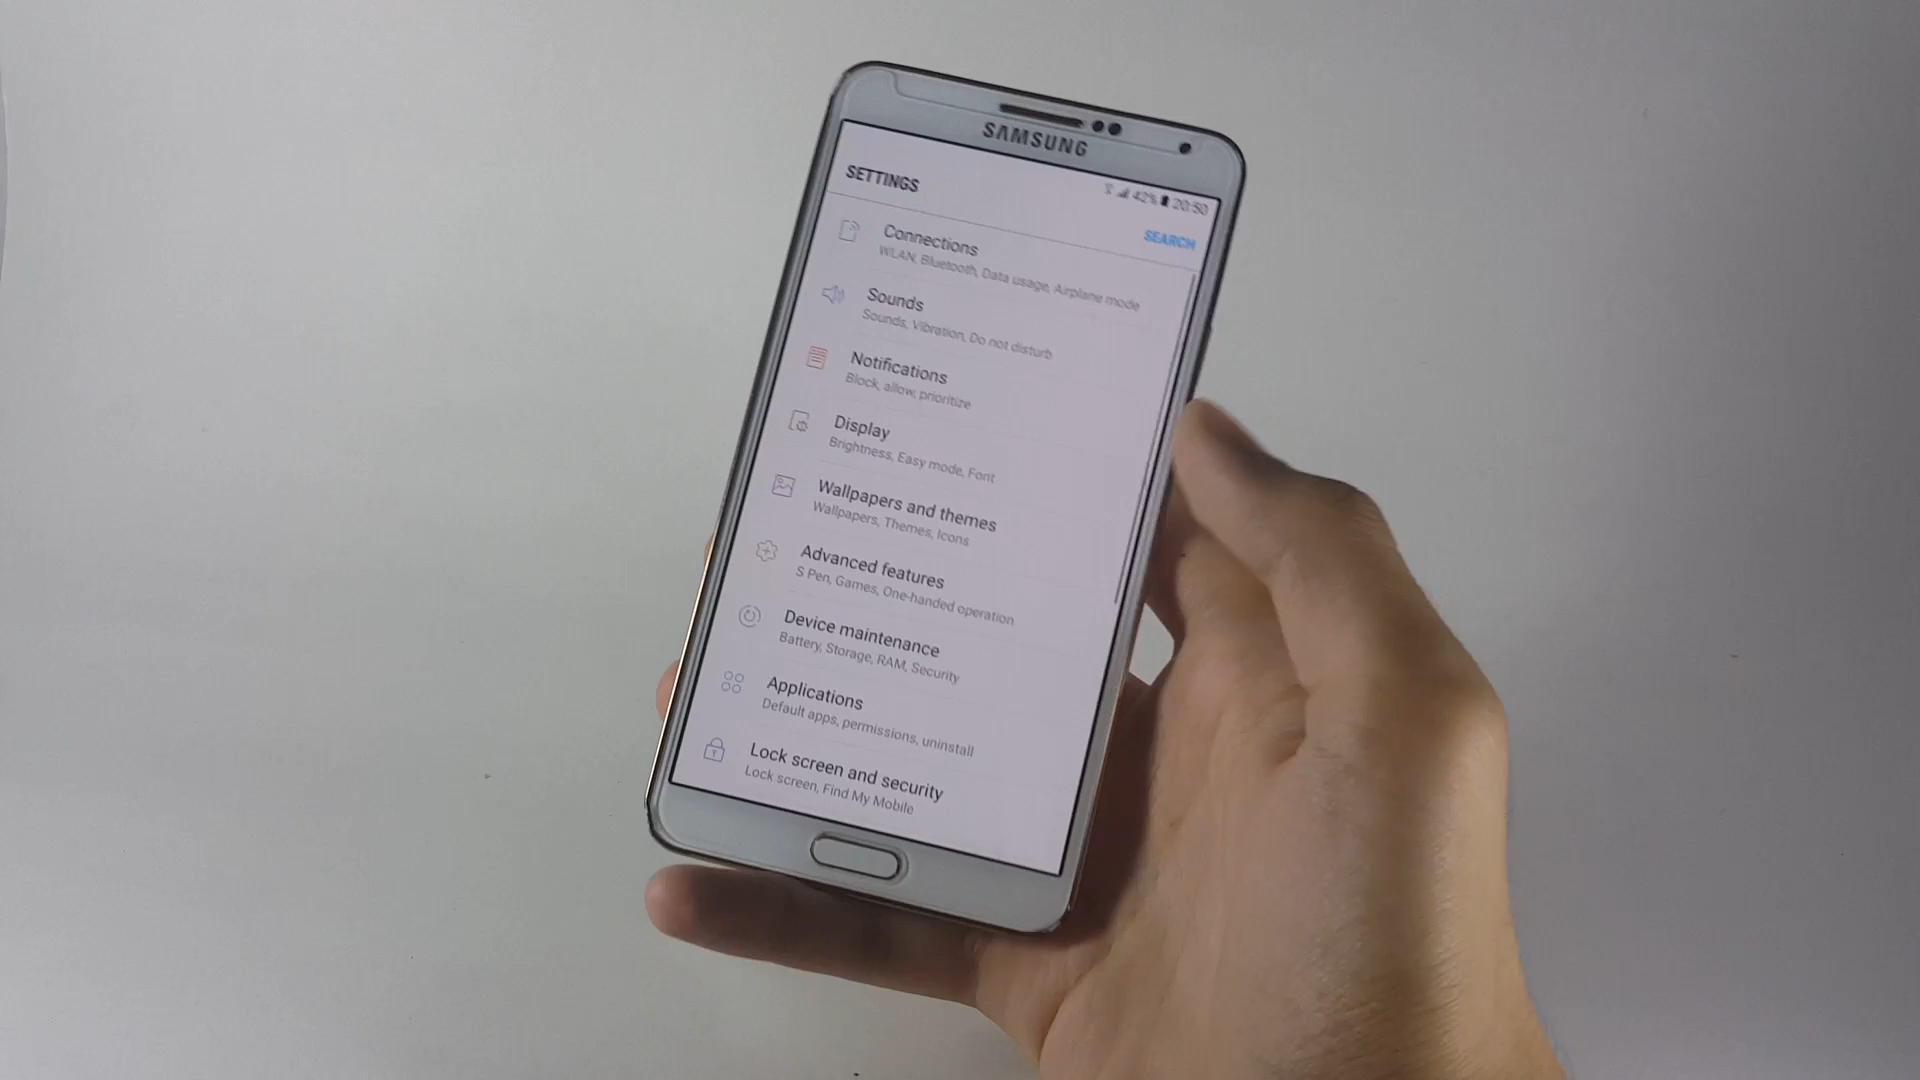 SAMSUNG
42% 20:50
SETTINGS
SEARCH
Connections
WLAN, Bluetooth, Data usage, Airplane mode
Sounds
Sounds, Vibration, Do not disturb
Notifications
Block, allow, prioritize
Display
Brightness, Easy mode, Font
Wallpapers and themes
Wallpapers, Themes, Icons
Advanced features
S Pen, Games, One-handed operation
Device maintenance
Battery, Storage, RAM, Security
Applications
Default apps, permissions, uninstall
Lock screen and security
Lock screen, Find My Mobile